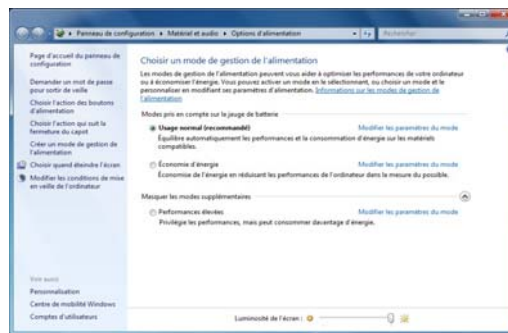 Panneau de configuration ▸ Matériel et audio ▸ Options d'alimentation
Rechercher
Page d'accueil du panneau de
configuration
Demander un mot de passe
pour sortir de veille
Choisir l'action des boutons
d'alimentation
Choisir l'action qui suit la
fermeture du capot
Créer un mode de gestion de
l'alimentation
Choisir quand éteindre l'écran
Modifier les conditions de mise
en veille de l'ordinateur
Voir aussi
Personnalisation
Centre de mobilité Windows
Comptes d'utilisateurs
Choisir un mode de gestion de l'alimentation
Les modes de gestion de l'alimentation peuvent vous aider à optimiser les performances de votre ordinateur
ou à économiser l'énergie. Vous pouvez activer un mode en le sélectionnant, ou choisir un mode et le
personnaliser en modifiant ses paramètres d'alimentation. Informations sur les modes de gestion de
l'alimentation
Modes pris en compte sur la jauge de batterie
Usage normal (recommandé) Modifier les paramètres du mode
Équilibre automatiquement les performances et la consommation d'énergie sur les matériels
compatibles.
Économie d'énergie Modifier les paramètres du mode
Économise de l'énergie en réduisant les performances de l'ordinateur dans la mesure du possible.
Masquer les modes supplémentaires
Performances élevées Modifier les paramètres du mode
Privilégie les performances, mais peut consommer davantage d'énergie.
Luminosité de l'écran :